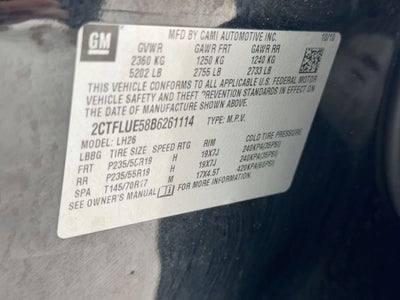 GM
MFD BY CAMI AUTOMOTIVE INC. 10/10
GVWR GAWR FRT GAWR RR
2360 KG 1250 KG 1240 KG
5202 LB 2755 LB 2733 LB
THIS VEHICLE CONFORMS TO ALL APPLICABLE U.S. FEDERAL MOTOR
VEHICLE SAFETY, BUMPER, AND THEFT PREVENTION STANDARDS IN
EFFECT ON THE DATE OF MANUFACTURE SHOWN ABOVE.
2CTFLUE58B6261114 TYPE: M.P.V.
MODEL: LH26
LBBG TIRE SIZE SPEED RTG RIM COLD TIRE PRESSURE
FRT P235/55R19 H 19X7J 240KPA(35PSI)
RR P235/55R19 H 19X7J 240KPA(35PSI)
SPA T145/70R17 M 17X4.5T 420KPA(60PSI)
SEE OWNER'S MANUAL FOR MORE INFORMATION.